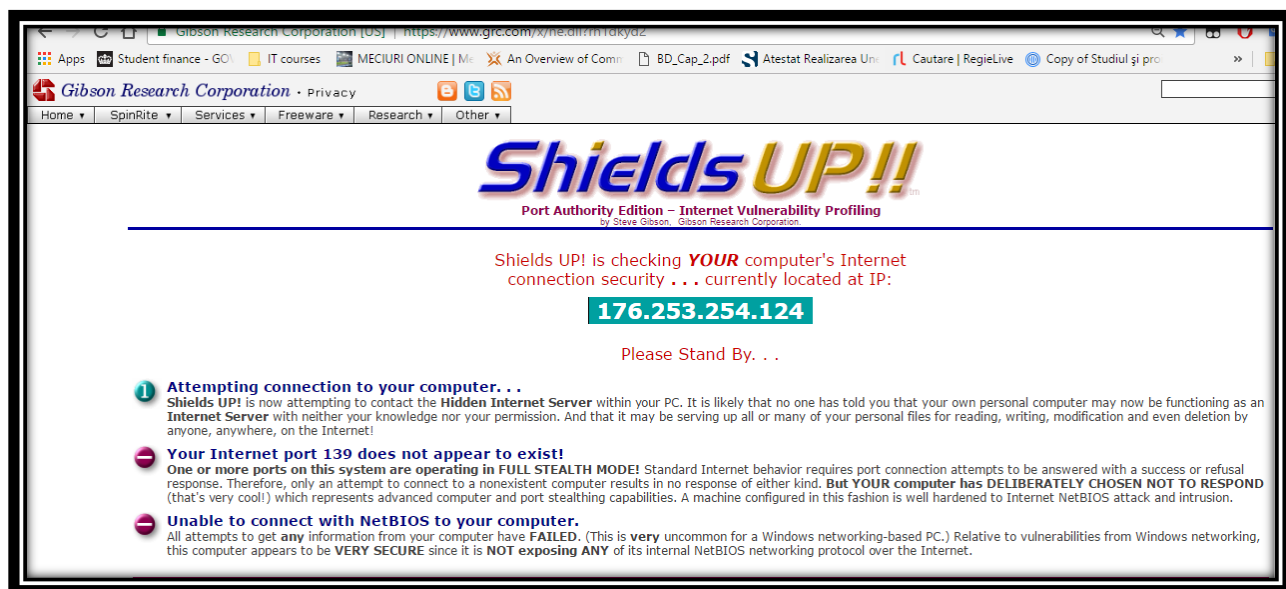 Gibson Research Corporation [US] | https://www.grc.com/x/ne.dll?rh1dkyd2
Apps Student finance - GOV IT courses MECIURI ONLINE | Me An Overview of Comm BD_Cap_2.pdf Atestat Realizarea Une Cautare | RegieLive Copy of Studiul şi pro »
Gibson Research Corporation · Privacy
Home ▾ SpinRite ▾ Services ▾ Freeware ▾ Research ▾ Other ▾
ShieldsUP!! tm
Port Authority Edition – Internet Vulnerability Profiling
by Steve Gibson, Gibson Research Corporation.
Shields UP! is checking YOUR computer's Internet
connection security . . . currently located at IP:
176.253.254.124
Please Stand By. . .
1 Attempting connection to your computer. . .
Shields UP! is now attempting to contact the Hidden Internet Server within your PC. It is likely that no one has told you that your own personal computer may now be functioning as an
Internet Server with neither your knowledge nor your permission. And that it may be serving up all or many of your personal files for reading, writing, modification and even deletion by
anyone, anywhere, on the Internet!
Your Internet port 139 does not appear to exist!
One or more ports on this system are operating in FULL STEALTH MODE! Standard Internet behavior requires port connection attempts to be answered with a success or refusal
response. Therefore, only an attempt to connect to a nonexistent computer results in no response of either kind. But YOUR computer has DELIBERATELY CHOSEN NOT TO RESPOND
(that's very cool!) which represents advanced computer and port stealthing capabilities. A machine configured in this fashion is well hardened to Internet NetBIOS attack and intrusion.
Unable to connect with NetBIOS to your computer.
All attempts to get any information from your computer have FAILED. (This is very uncommon for a Windows networking-based PC.) Relative to vulnerabilities from Windows networking,
this computer appears to be VERY SECURE since it is NOT exposing ANY of its internal NetBIOS networking protocol over the Internet.